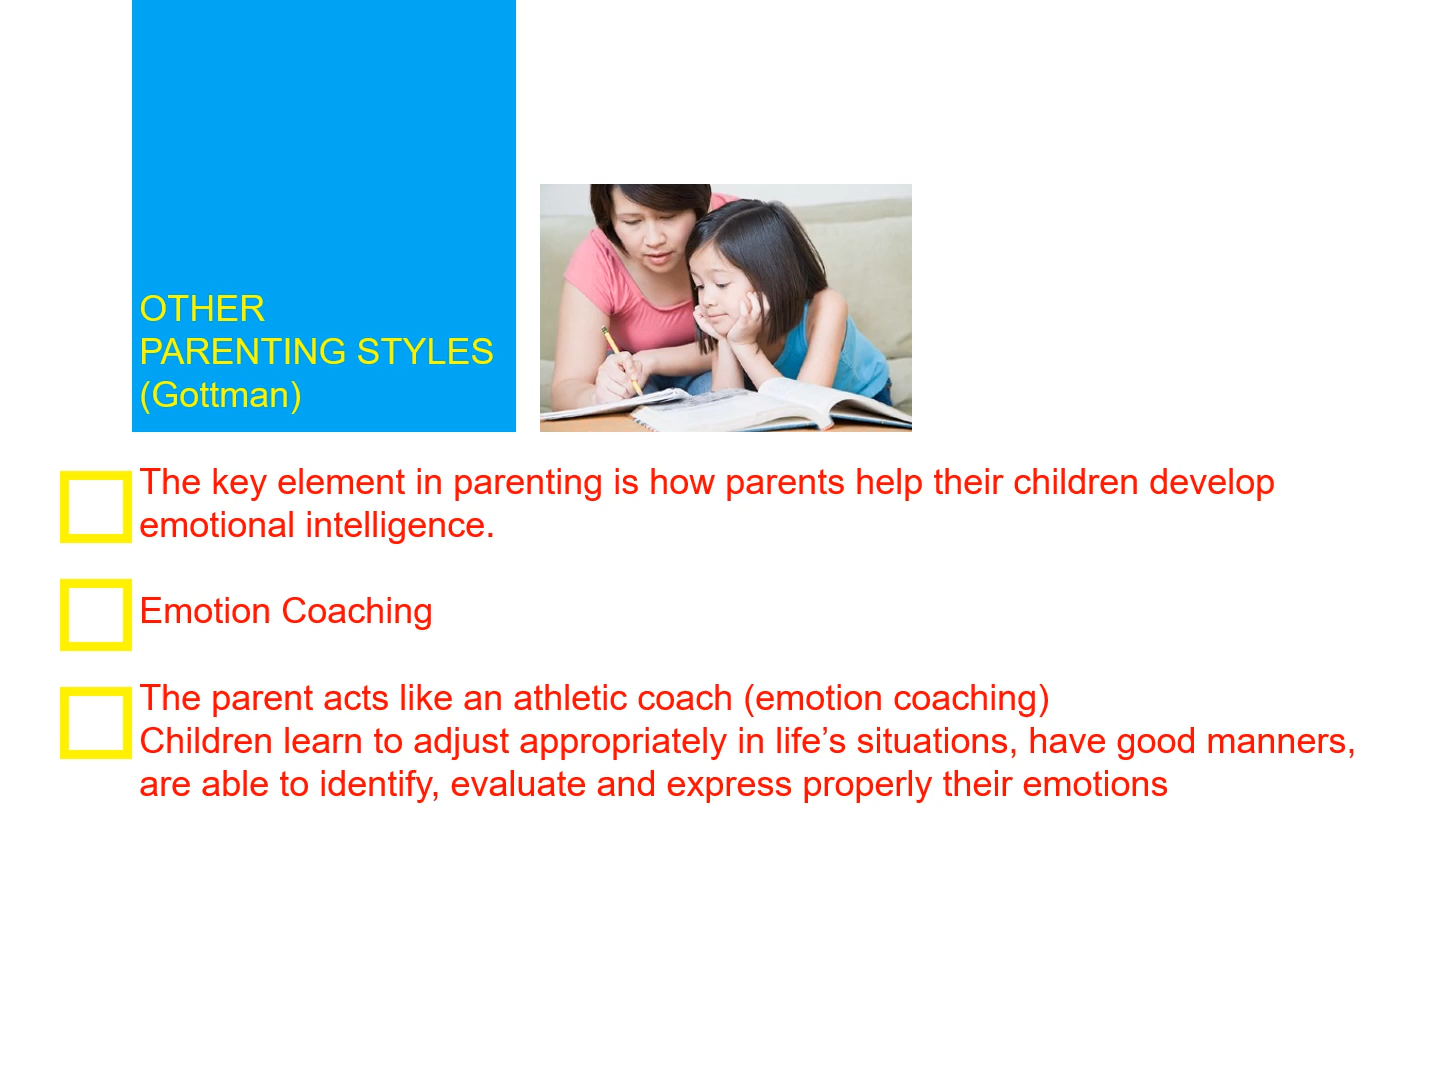 OTHER
PARENTING STYLES
(Gottman)
The key element in parenting is how parents help their children develop
emotional intelligence.
Emotion Coaching
The parent acts like an athletic coach (emotion coaching)
Children learn to adjust appropriately in life’s situations, have good manners,
are able to identify, evaluate and express properly their emotions